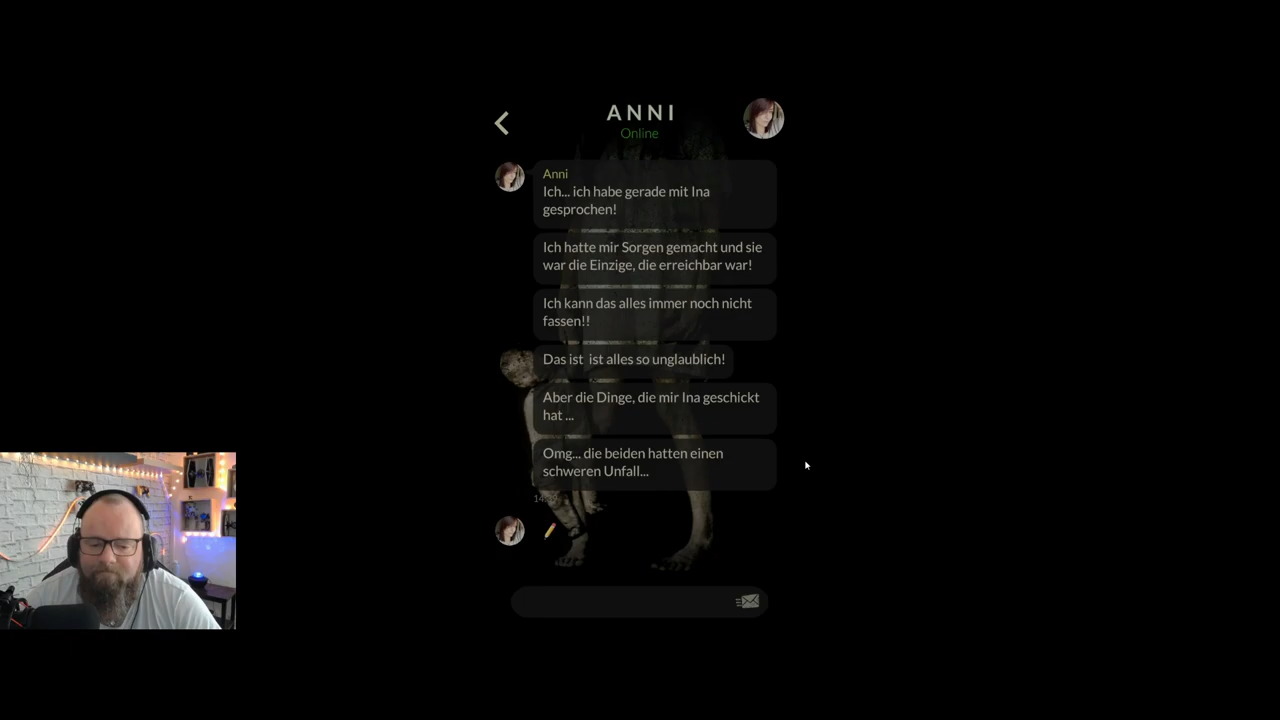 ANNI
Online
Anni
Ich... ich habe gerade mit Ina
gesprochen!
Ich hatte mir Sorgen gemacht und sie
war die Einzige, die erreichbar war!
Ich kann das alles immer noch nicht
fassen!!
Das ist  ist alles so unglaublich!
Aber die Dinge, die mir Ina geschickt
hat ...
Omg... die beiden hatten einen
schweren Unfall...